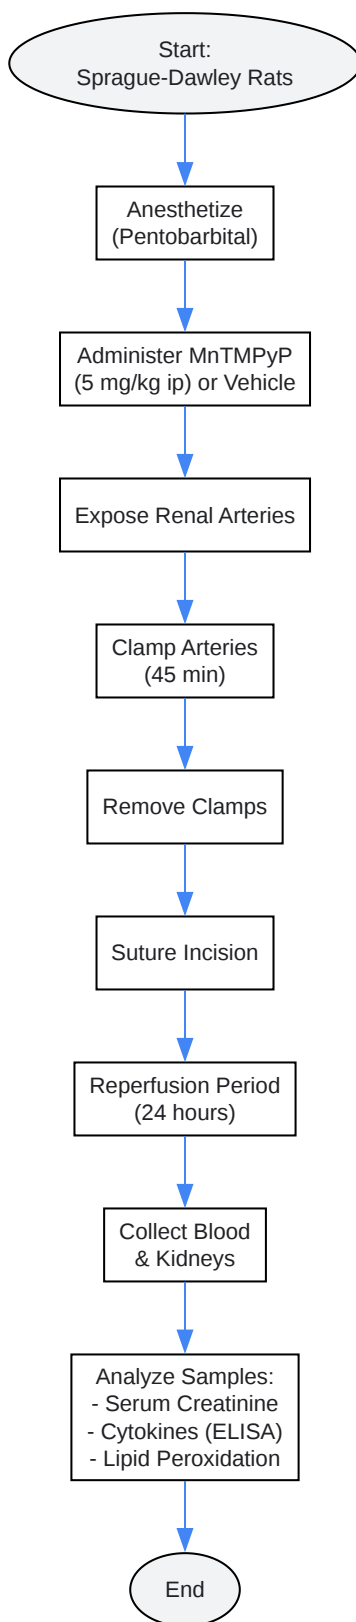 Start:
Sprague-Dawley Rats
Anesthetize
(Pentobarbital)
Administer MnTMPyP
(5 mg/kg ip) or Vehicle
Expose Renal Arteries
Clamp Arteries
(45 min)
Remove Clamps
Suture Incision
Reperfusion Period
(24 hours)
Collect Blood
& Kidneys
Analyze Samples:
- Serum Creatinine
- Cytokines (ELISA)
- Lipid Peroxidation
End